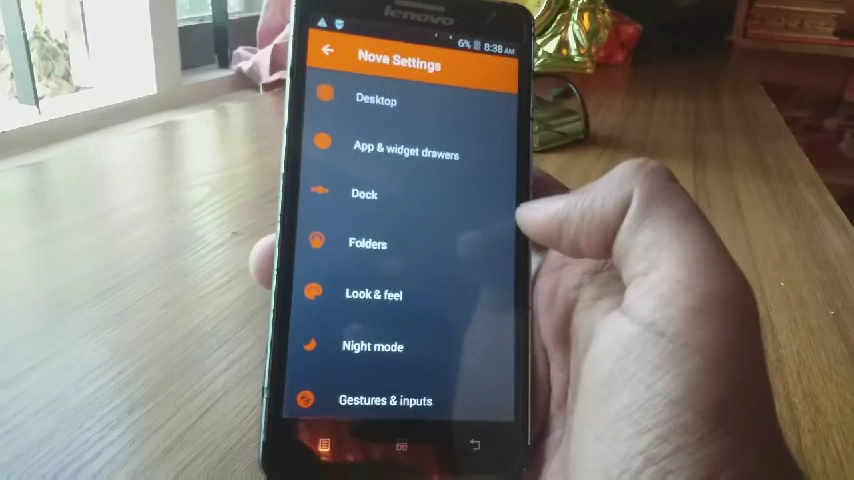 lenovo
6% 8:38 AM
Nova Settings
Desktop
App & widget drawers
Dock
Folders
Look & feel
Night mode
Gestures & inputs